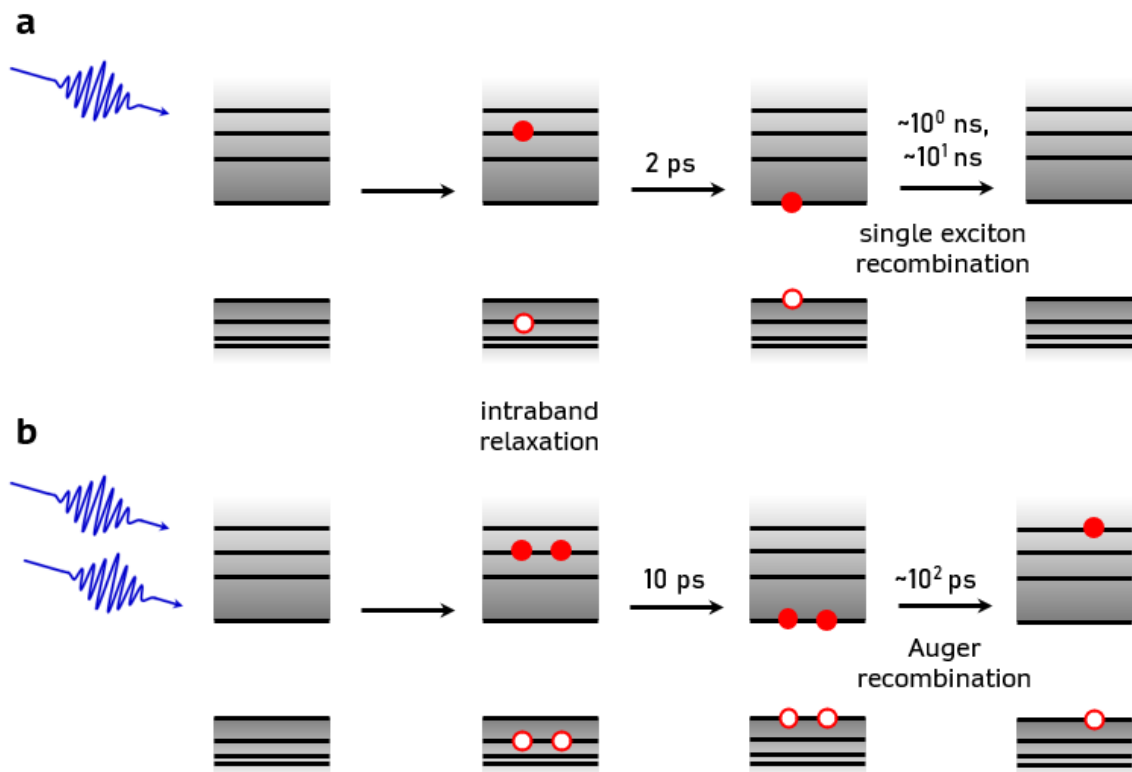 a
2 ps
~10⁰ ns,
~10¹ ns
single exciton
recombination
intraband
relaxation
b
10 ps
~10² ps
Auger
recombination